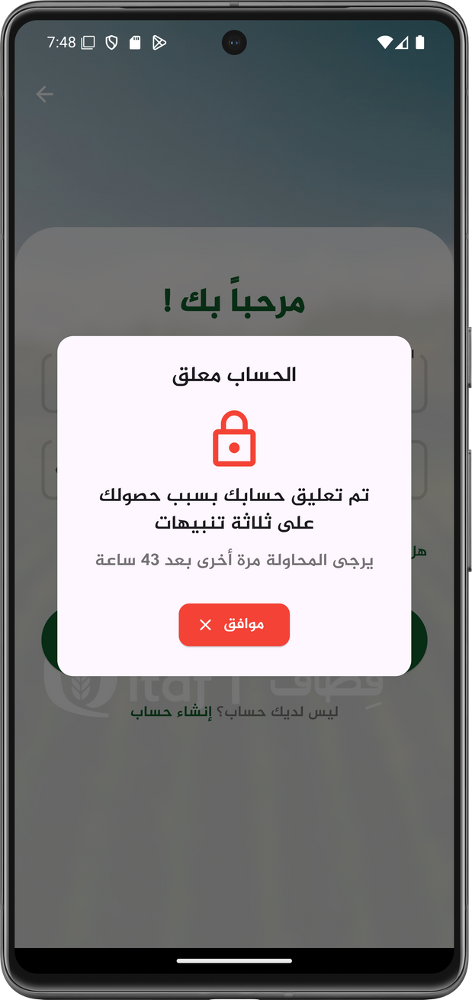 7:48
مرحباً بك !
الحساب معلق
تم تعليق حسابك بسبب حصولك
على ثلاثة تنبيهات
يرجى المحاولة مرة أخرى بعد 43 ساعة
هل
موافق
ليس لديك حساب؟ إنشاء حساب